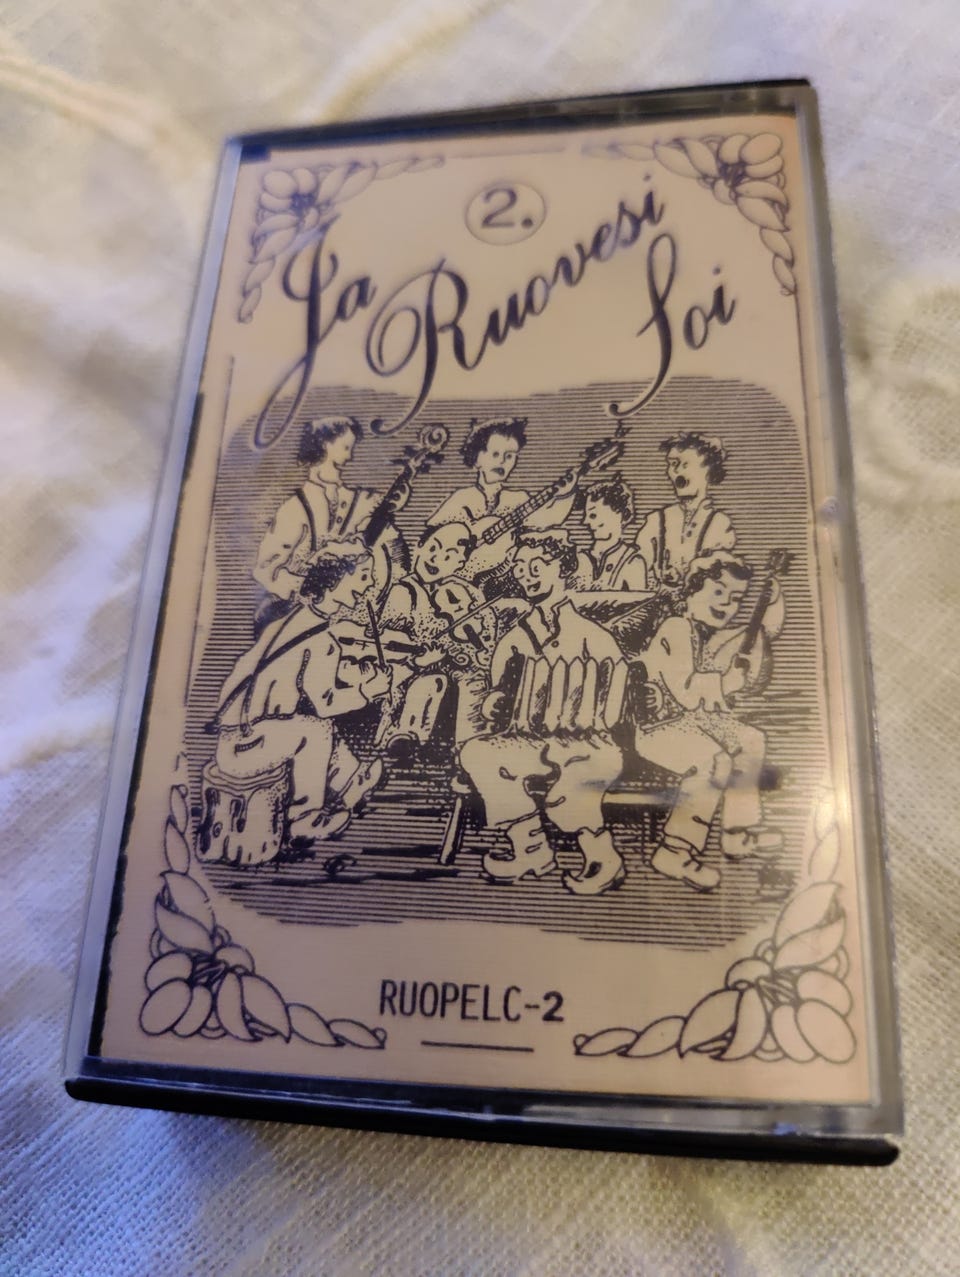 2.
Ja Ruovesi Soi
RUOPELC-2